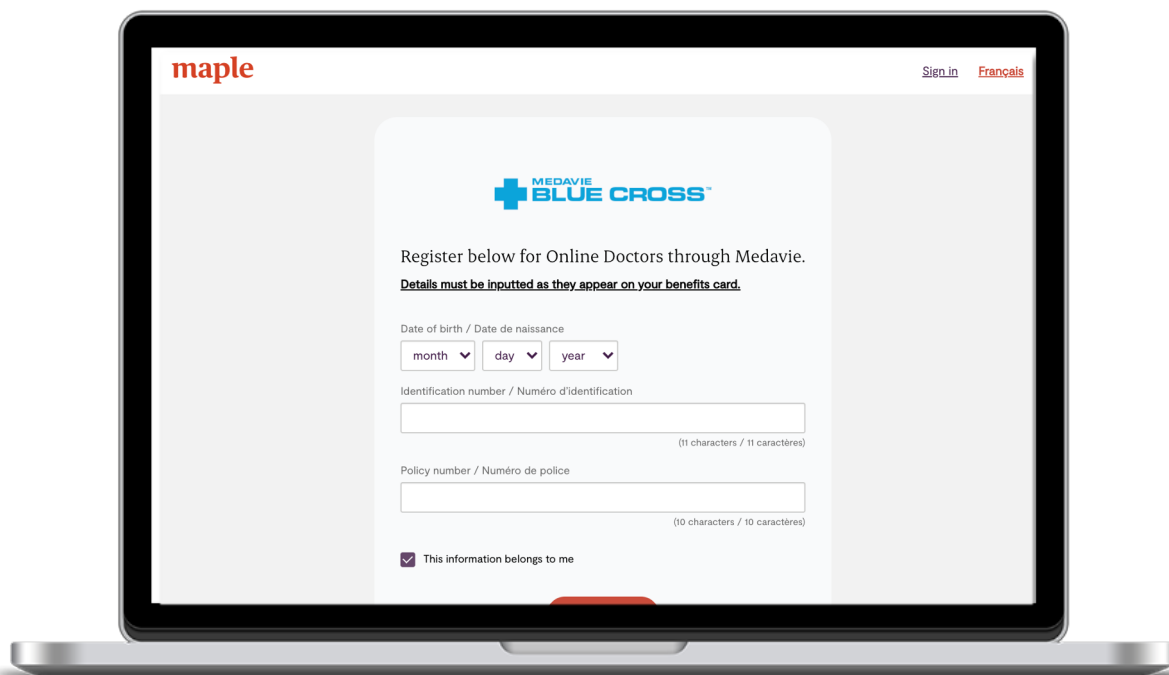 maple
Sign in Français
MEDAVIE
BLUE CROSS™
Register below for Online Doctors through Medavie.
Details must be inputted as they appear on your benefits card.
Date of birth / Date de naissance
month day year
Identification number / Numéro d'identification
(11 characters / 11 caractères)
Policy number / Numéro de police
(10 characters / 10 caractères)
This information belongs to me